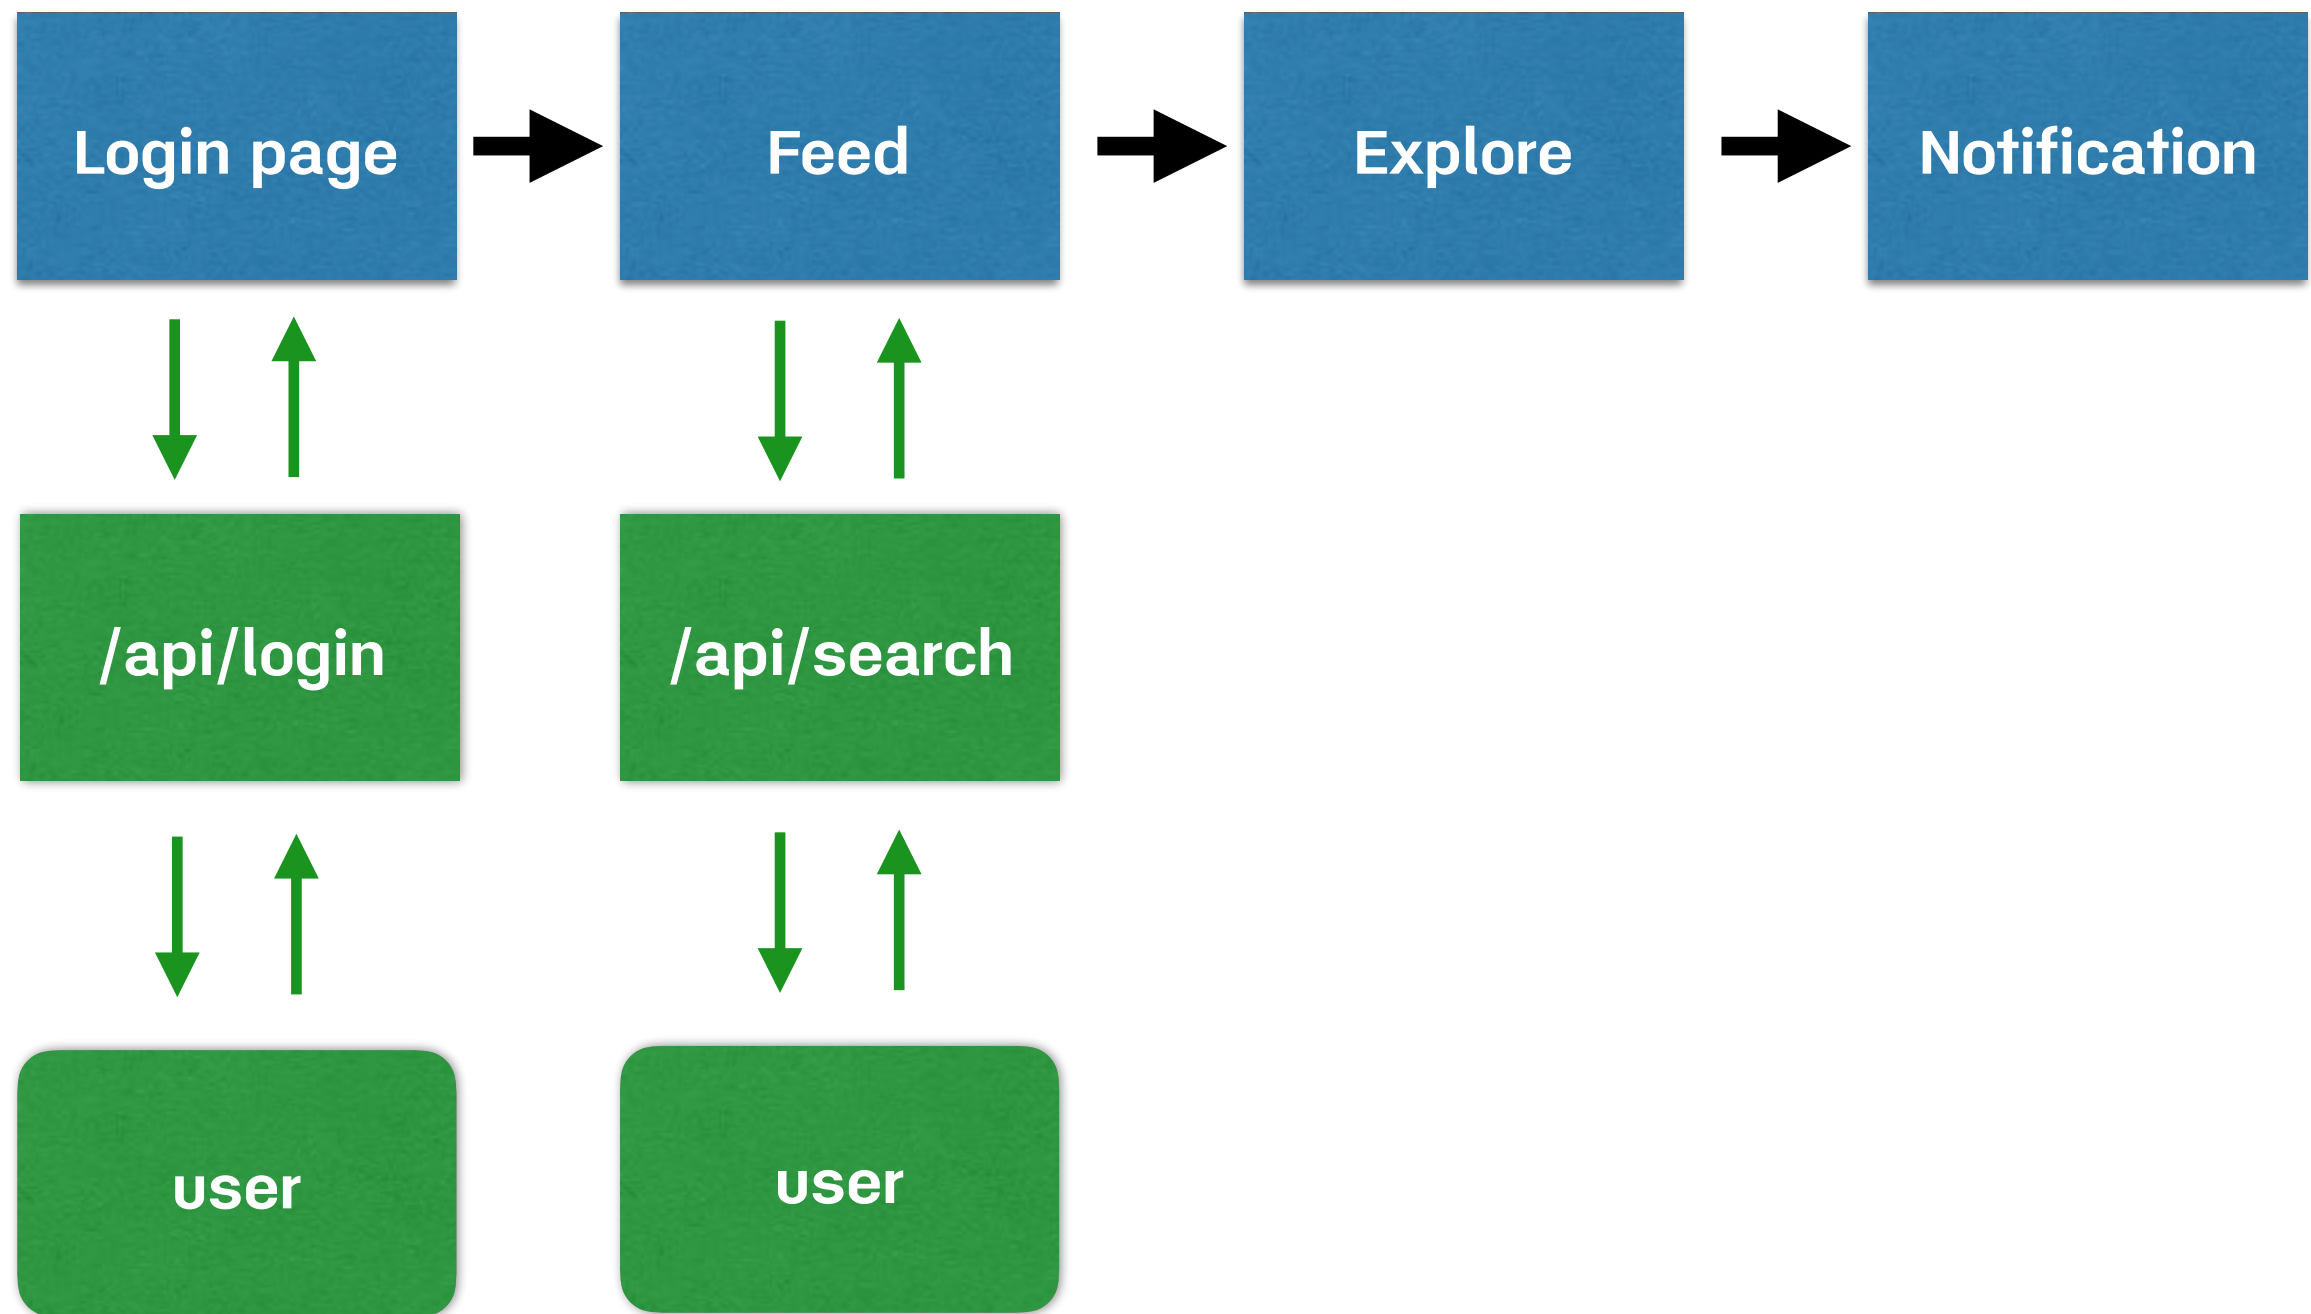 Login page
Feed
Explore
Notification
/api/login
/api/search
user
user